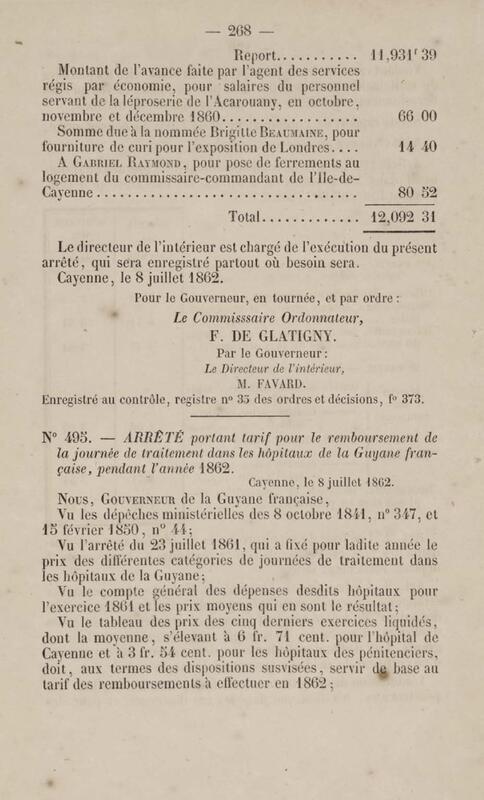 — 268 —
Report........... 11,931ᶠ 39
Montant de l'avance faite par l'agent des services
régis par économie, pour salaires du personnel
servant de la léproserie de l'Acarouany, en octobre,
novembre et décembre 1860.................. 66 00
Somme due à la nommée Brigitte BEAUMAINE, pour
fourniture de curi pour l'exposition de Londres.... 14 40
A GABRIEL RAYMOND, pour pose de ferrements au
logement du commissaire-commandant de l'Ile-de-
Cayenne.................................... 80 52
Total............. 12,092 31
Le directeur de l'intérieur est chargé de l'exécution du présent
arrêté, qui sera enregistré partout où besoin sera.
Cayenne, le 8 juillet 1862.
Pour le Gouverneur, en tournée, et par ordre :
Le Commisssaire Ordonnateur,
F. DE GLATIGNY.
Par le Gouverneur :
Le Directeur de l'intérieur,
M. FAVARD.
Enregistré au contrôle, registre nº 35 des ordres et décisions, fº 373.
Nº 495. — ARRÊTÉ portant tarif pour le remboursement de
la journée de traitement dans les hôpitaux de la Guyane fran-
çaise, pendant l'année 1862.
Cayenne, le 8 juillet 1862.
NOUS, GOUVERNEUR de la Guyane française,
Vu les dépêches ministérielles des 8 octobre 1841, nº 347, et
15 février 1850, nº 44;
Vu l'arrêté du 23 juillet 1861, qui a fixé pour ladite année le
prix des différentes catégories de journées de traitement dans
les hôpitaux de la Guyane;
Vu le compte général des dépenses desdits hôpitaux pour
l'exercice 1861 et les prix moyens qui en sont le résultat;
Vu le tableau des prix des cinq derniers exercices liquidés,
dont la moyenne, s'élevant à 6 fr. 71 cent. pour l'hôpital de
Cayenne et à 3 fr. 54 cent. pour les hôpitaux des pénitenciers,
doit, aux termes des dispositions susvisées, servir de base au
tarif des remboursements à effectuer en 1862;